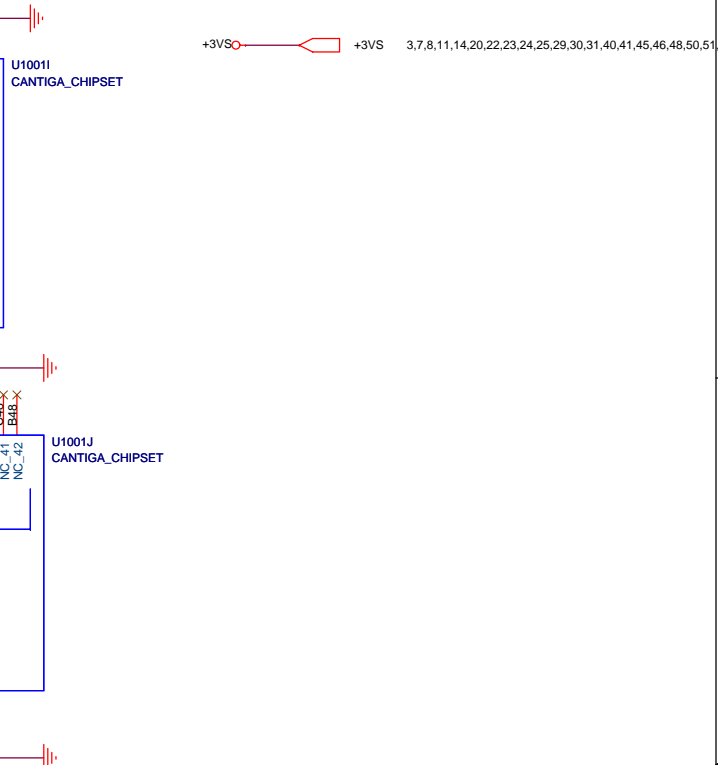 +3VS +3VS 3,7,8,11,14,20,22,23,24,25,29,30,31,40,41,45,46,48,50,51,
U1001I
CANTIGA_CHIPSET
B48
NC_41
NC_42
U1001J
CANTIGA_CHIPSET